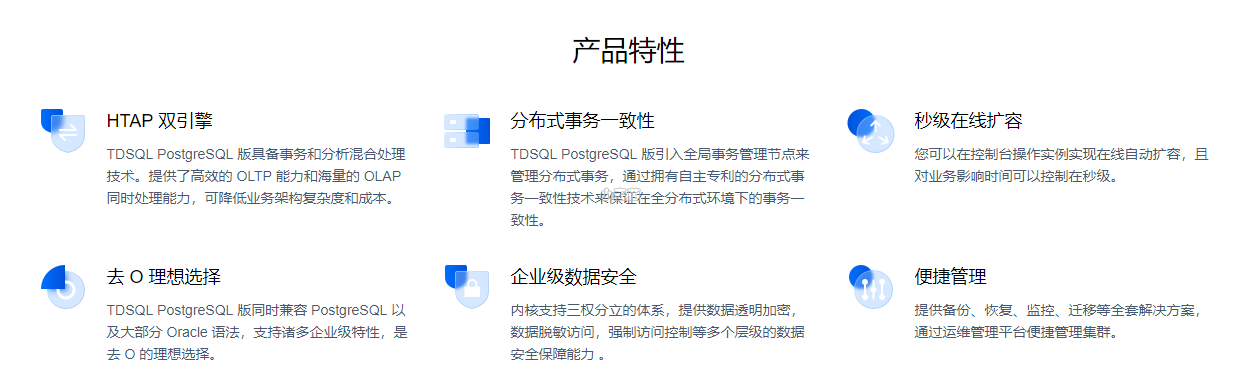 产品特性
HTAP 双引擎
TDSQL PostgreSQL 版具备事务和分析混合处理
技术。提供了高效的 OLTP 能力和海量的 OLAP
同时处理能力，可降低业务架构复杂度和成本。
分布式事务一致性
TDSQL PostgreSQL 版引入全局事务管理节点来
管理分布式事务，通过拥有自主专利的分布式事
务一致性技术来保证在全分布式环境下的事务一
致性。
秒级在线扩容
您可以在控制台操作实例实现在线自动扩容，且
对业务影响时间可以控制在秒级。
去 O 理想选择
TDSQL PostgreSQL 版同时兼容 PostgreSQL 以
及大部分 Oracle 语法，支持诸多企业级特性，是
去 O 的理想选择。
企业级数据安全
内核支持三权分立的体系，提供数据透明加密，
数据脱敏访问，强制访问控制等多个层级的数据
安全保障能力 。
便捷管理
提供备份、恢复、监控、迁移等全套解决方案，
通过运维管理平台便捷管理集群。